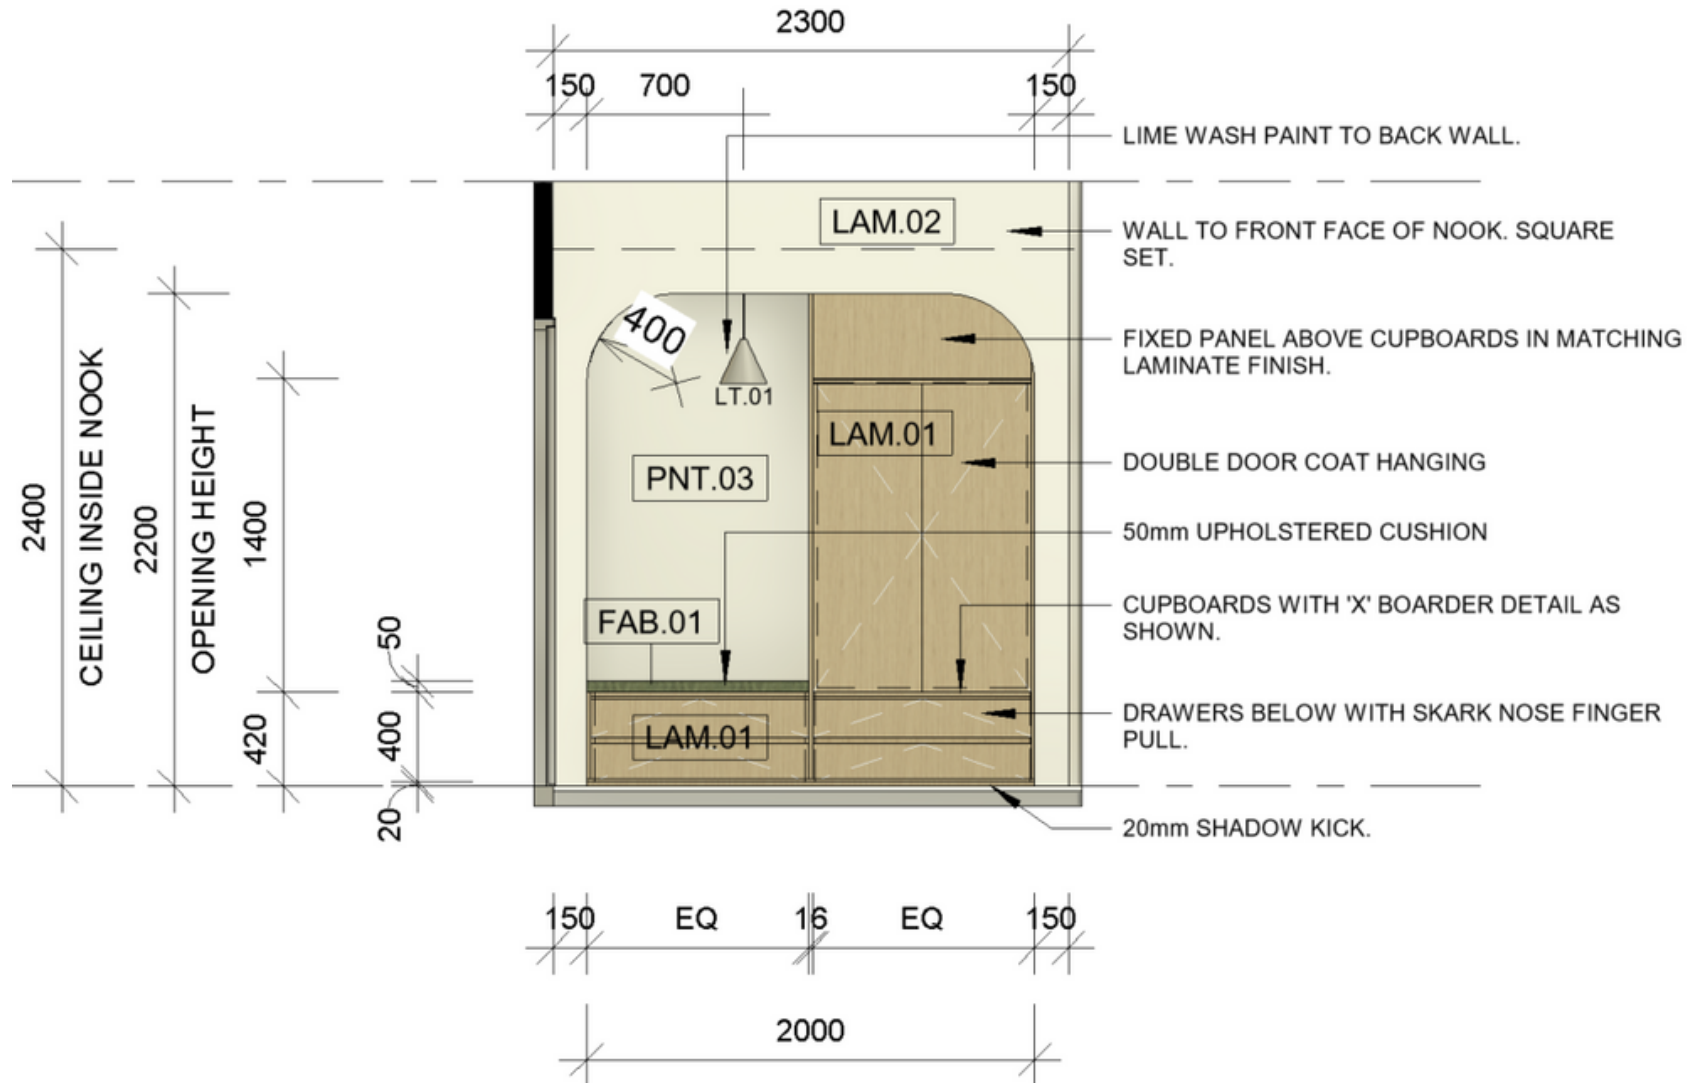 2300
150 700 150
LIME WASH PAINT TO BACK WALL.
LAM.02
WALL TO FRONT FACE OF NOOK. SQUARE
SET.
400
FIXED PANEL ABOVE CUPBOARDS IN MATCHING
LAMINATE FINISH.
LT.01
LAM.01
DOUBLE DOOR COAT HANGING
PNT.03
2400
CEILING INSIDE NOOK
2200
OPENING HEIGHT
1400
50mm UPHOLSTERED CUSHION
FAB.01
CUPBOARDS WITH 'X' BOARDER DETAIL AS
SHOWN.
50
420
400
LAM.01
DRAWERS BELOW WITH SKARK NOSE FINGER
PULL.
20
20mm SHADOW KICK.
150 EQ 16 EQ 150
2000